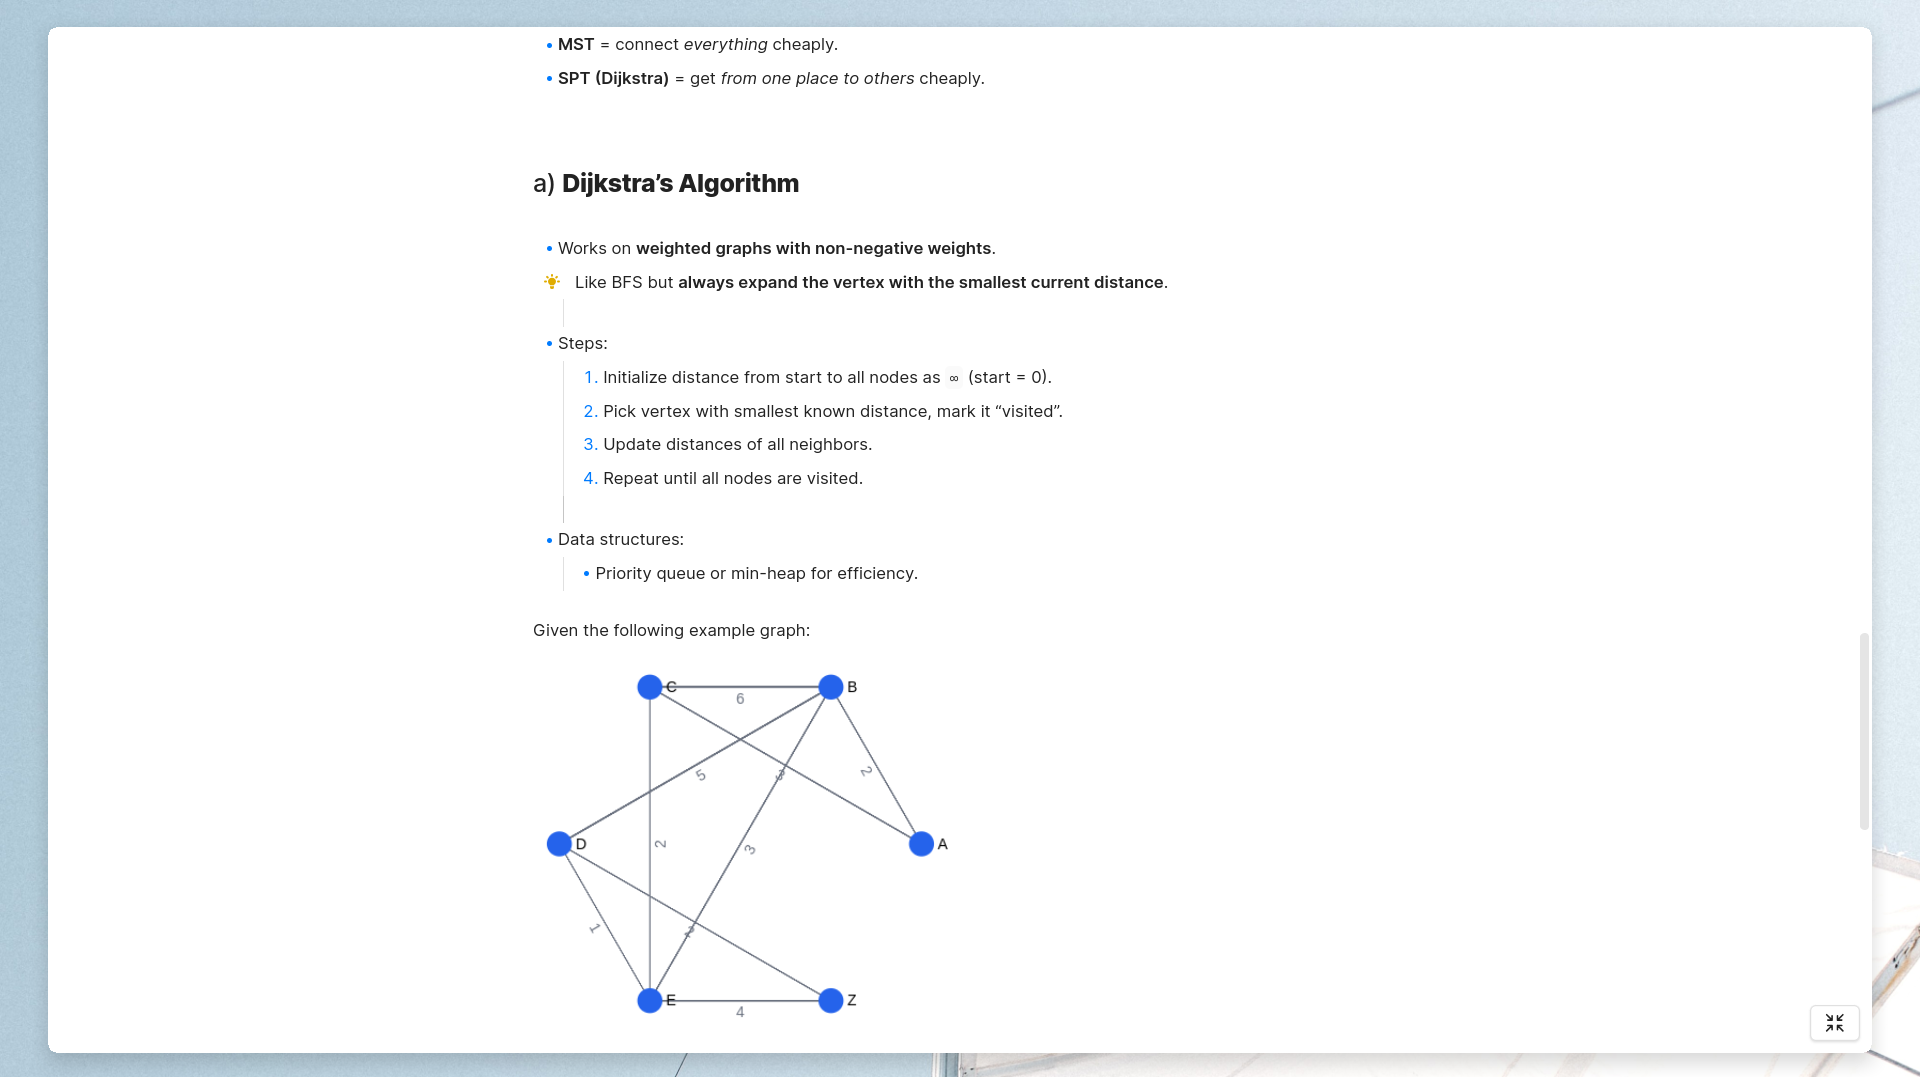 • MST = connect everything cheaply.
• SPT (Dijkstra) = get from one place to others cheaply.
a) Dijkstra’s Algorithm
• Works on weighted graphs with non-negative weights.
Like BFS but always expand the vertex with the smallest current distance.
• Steps:
1. Initialize distance from start to all nodes as ∞ (start = 0).
2. Pick vertex with smallest known distance, mark it “visited”.
3. Update distances of all neighbors.
4. Repeat until all nodes are visited.
• Data structures:
• Priority queue or min-heap for efficiency.
Given the following example graph:
C
B
6
5
3
2
D
2
3
A
1
2
E
Z
4